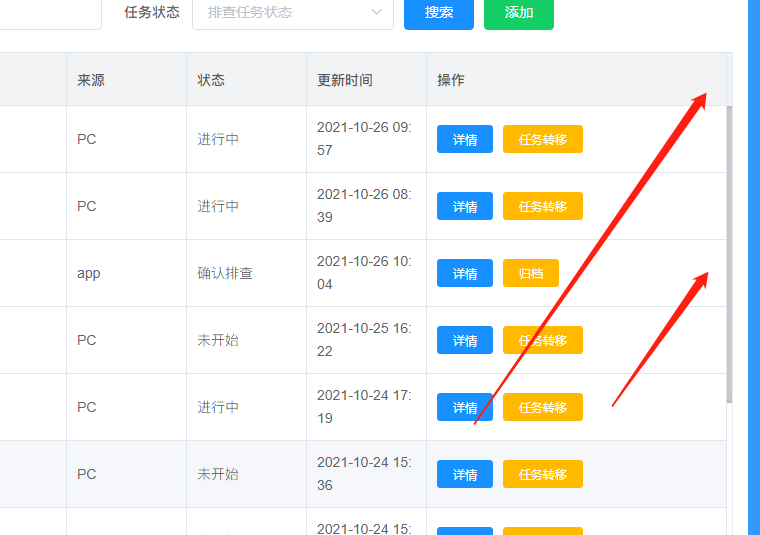 任务状态 排查任务状态 搜索 添加
来源 状态 更新时间 操作
PC 进行中 2021-10-26 09:57 详情 任务转移
PC 进行中 2021-10-26 08:39 详情 任务转移
app 确认排查 2021-10-26 10:04 详情 归档
PC 未开始 2021-10-25 16:22 详情 任务转移
PC 进行中 2021-10-24 17:19 详情 任务转移
PC 未开始 2021-10-24 15:36 详情 任务转移
2021-10-24 15: